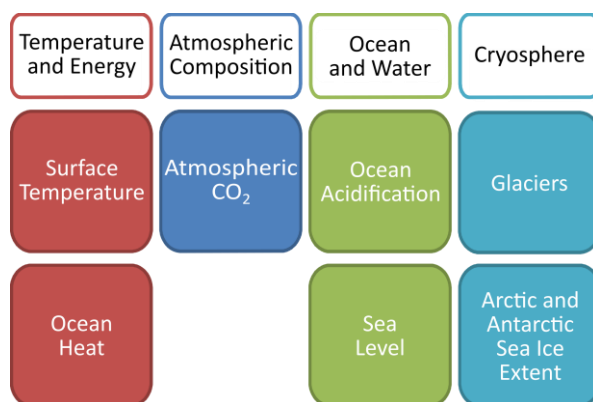 Temperature
and Energy
Atmospheric
Composition
Ocean
and Water
Cryosphere
Surface
Temperature
Atmospheric
CO₂
Ocean
Acidification
Glaciers
Ocean
Heat
Sea
Level
Arctic and
Antarctic
Sea Ice
Extent